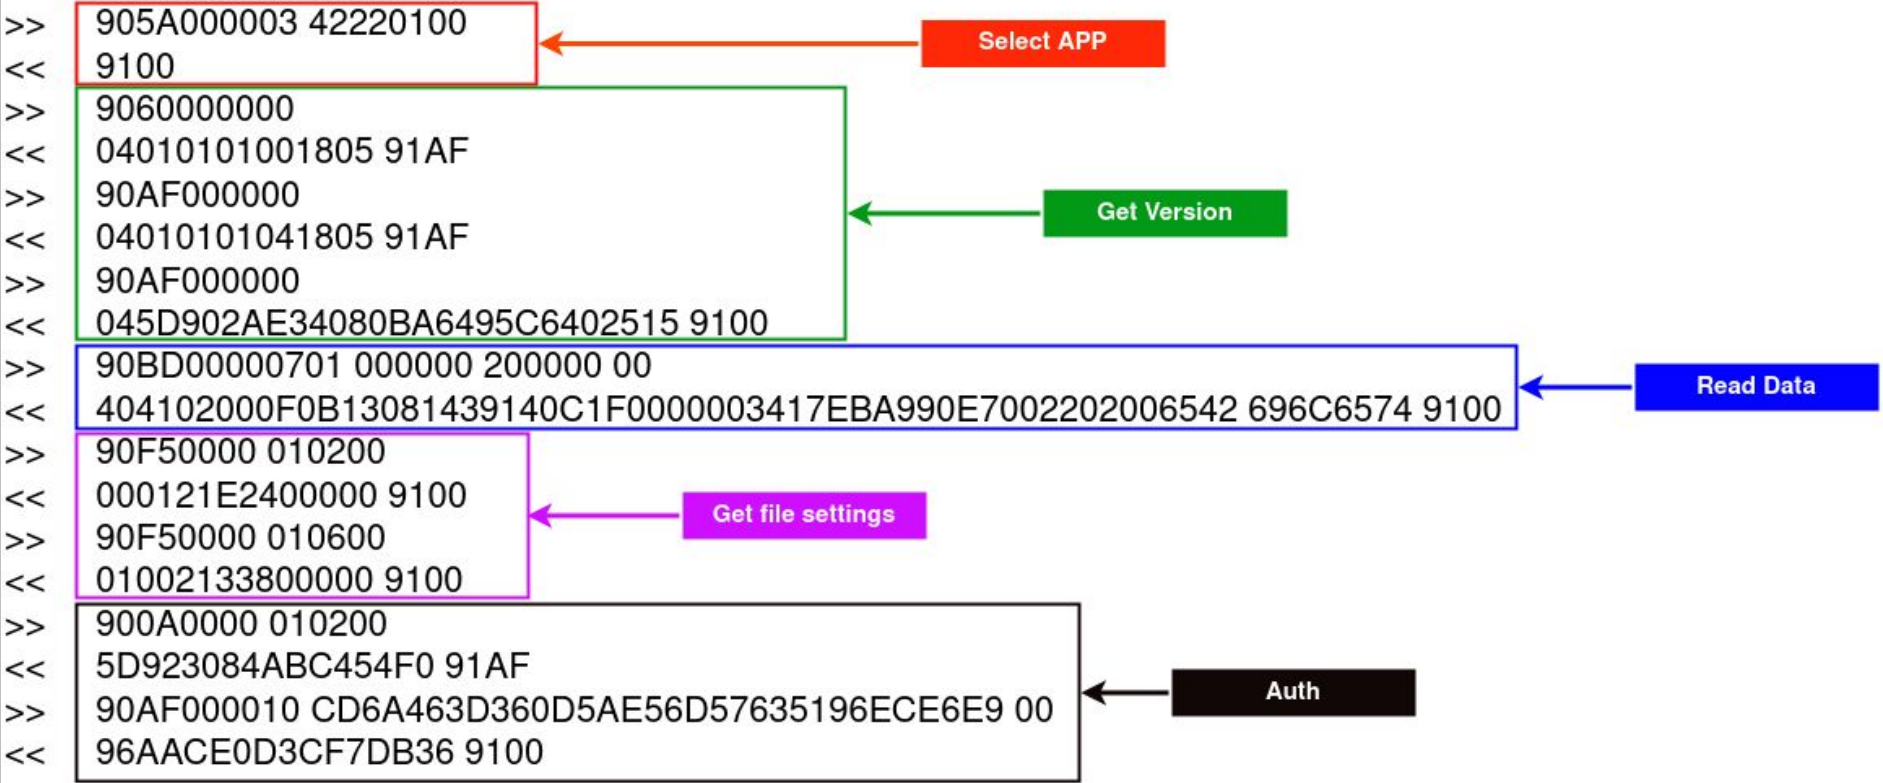 >> 905A000003 42220100
<< 9100
Select APP
>> 9060000000
<< 04010101001805 91AF
>> 90AF000000
<< 04010101041805 91AF
>> 90AF000000
<< 045D902AE34080BA6495C6402515 9100
Get Version
>> 90BD00000701 000000 200000 00
<< 404102000F0B13081439140C1F0000003417EBA990E7002202006542 696C6574 9100
Read Data
>> 90F50000 010200
<< 000121E2400000 9100
>> 90F50000 010600
<< 01002133800000 9100
Get file settings
>> 900A0000 010200
<< 5D923084ABC454F0 91AF
>> 90AF000010 CD6A463D360D5AE56D57635196ECE6E9 00
<< 96AACE0D3CF7DB36 9100
Auth